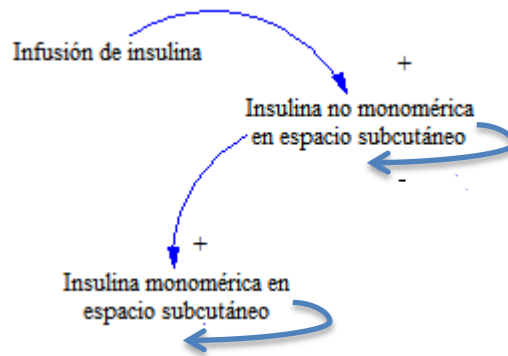 Infusión de insulina
+
Insulina no monomérica
en espacio subcutáneo
-
+
Insulina monomérica en
espacio subcutáneo